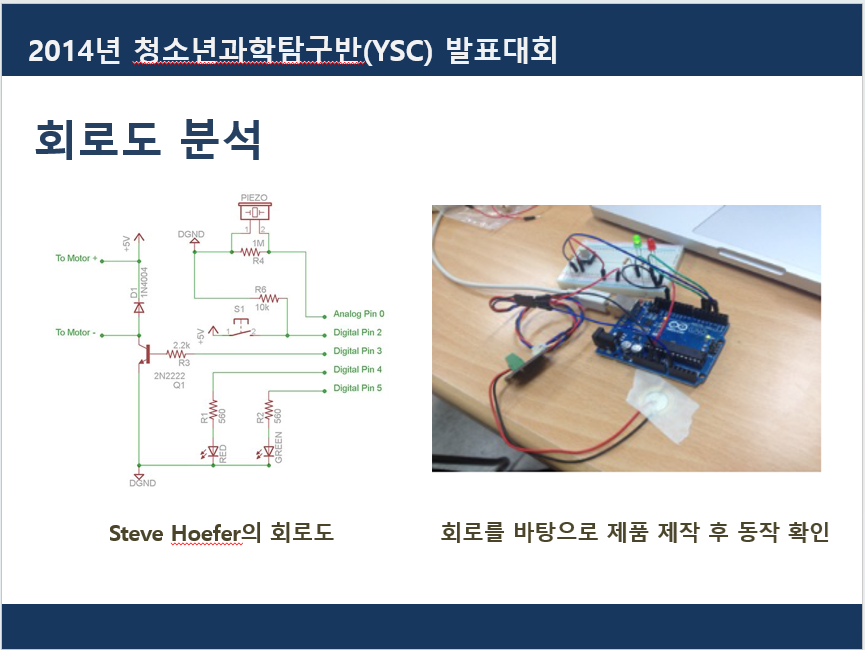 2014년 청소년과학탐구반(YSC) 발표대회
회로도 분석
PIEZO
1 2
DGND
1M
R4
+5V
To Motor +
D1
1N4004
R6
10k
S1
+5V
1 2
Analog Pin 0
To Motor -
Digital Pin 2
2.2k
R3
Digital Pin 3
2N2222
Q1
Digital Pin 4
Digital Pin 5
R1
560
R2
560
RED
GREEN
DGND
Steve Hoefer의 회로도
회로를 바탕으로 제품 제작 후 동작 확인